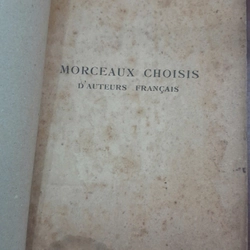 MORCEAUX CHOISIS
D'AUTEURS FRANÇAIS